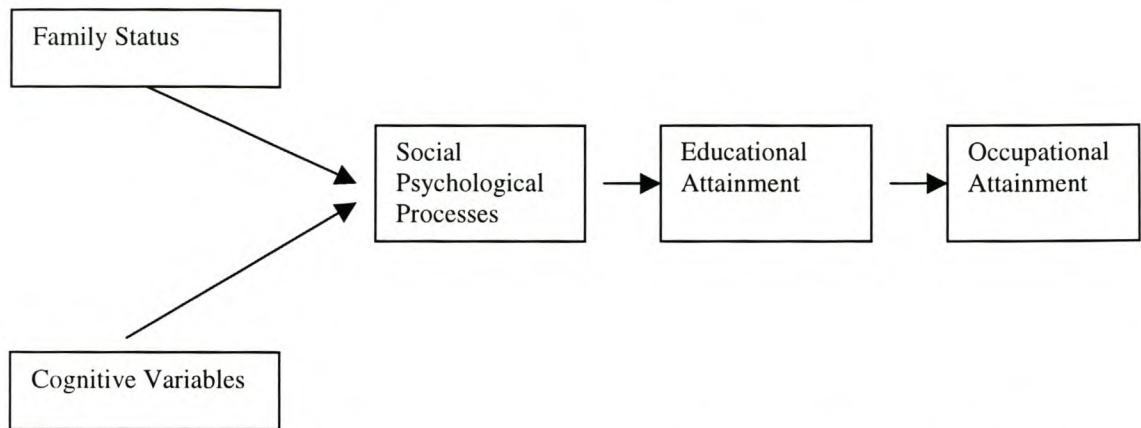 Family Status
Social
Psychological
Processes
Educational
Attainment
Occupational
Attainment
Cognitive Variables